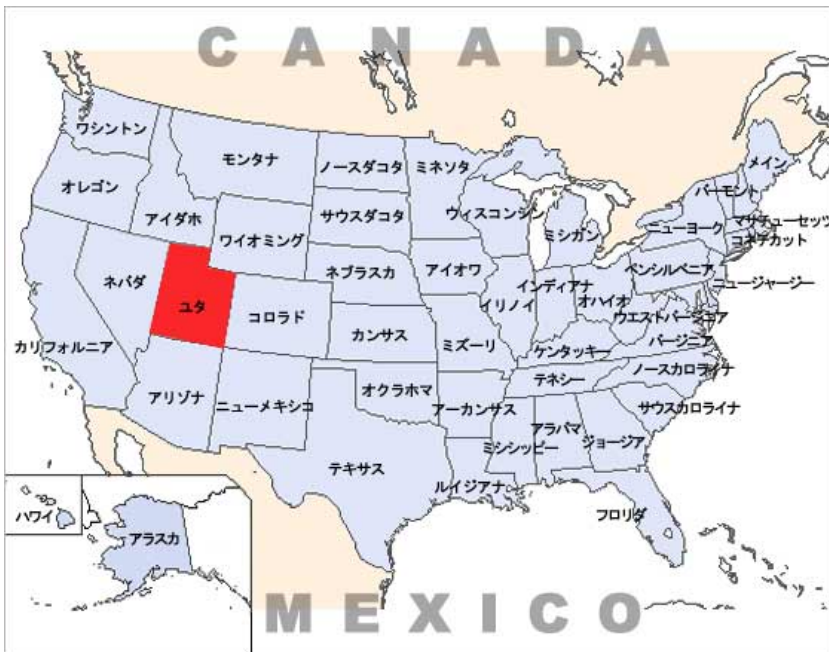 CANADA
ワシントン
モンタナ
ノースダコタ
ミネソタ
メイン
オレゴン
アイダホ
サウスダコタ
ウィスコンシン
バーモント
ワイオミング
ミシガン
ニューヨーク
マサチューセッツ
コネチカット
ネバダ
ユタ
ネブラスカ
アイオワ
ペンシルベニア
ニュージャージー
コロラド
イリノイ
インディアナ
オハイオ
カリフォルニア
カンサス
ミズーリ
ウエストバージニア
バージニア
ケンタッキー
アリゾナ
ニューメキシコ
オクラホマ
テネシー
ノースカロライナ
アーカンサス
サウスカロライナ
テキサス
ミシシッピー
アラバマ
ジョージア
ルイジアナ
フロリダ
ハワイ
アラスカ
MEXICO